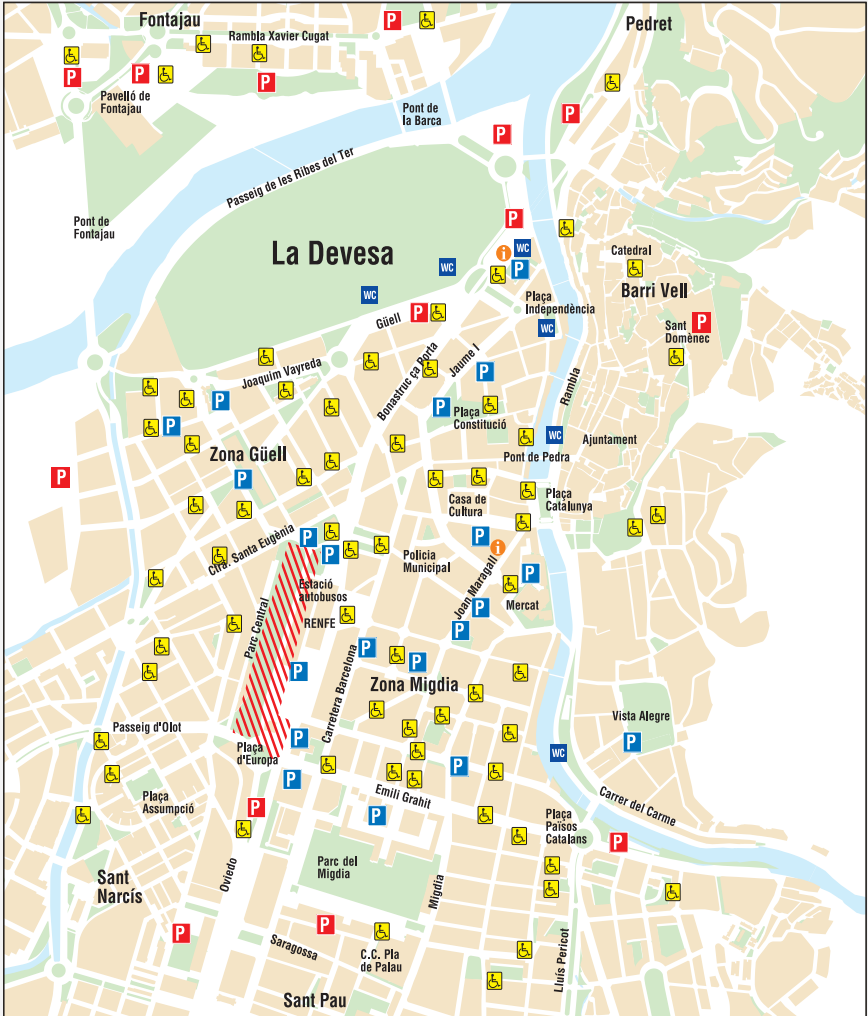 Fontajau
P
Pedret
Rambla Xavier Cugat
P
P
P
Pavelló de
Fontajau
Pont de
la Barca
P
P
Passeig de les Ribes del Ter
Pont de
Fontajau
P
La Devesa
i
WC
Catedral
WC
P
Barri Vell
WC
Plaça
Independència
Güell
P
WC
Sant
Domènec
P
Joaquim Vayreda
Bonastruc ça Porta
Jaume I
P
Rambla
P
P
Plaça
Constitució
P
WC
Ajuntament
Zona Güell
Pont de Pedra
P
P
Casa de
Cultura
Plaça
Catalunya
Ctra. Santa Eugènia
P
P
i
P
Policia
Municipal
Estació
autobusos
Joan Maragall
P
Mercat
P
RENFE
Parc Central
P
P
P
P
Zona Migdia
Carretera Barcelona
Vista Alegre
Passeig d'Olot
P
P
Plaça
d'Europa
WC
P
P
Emili Grahit
Carrer del Carme
Plaça
Assumpció
P
P
Plaça
Països
Catalans
P
Sant
Narcís
Oviedo
Parc del
Migdia
Migdia
P
P
Saragossa
C.C. Pla
de Palau
Lluís Pericot
Sant Pau